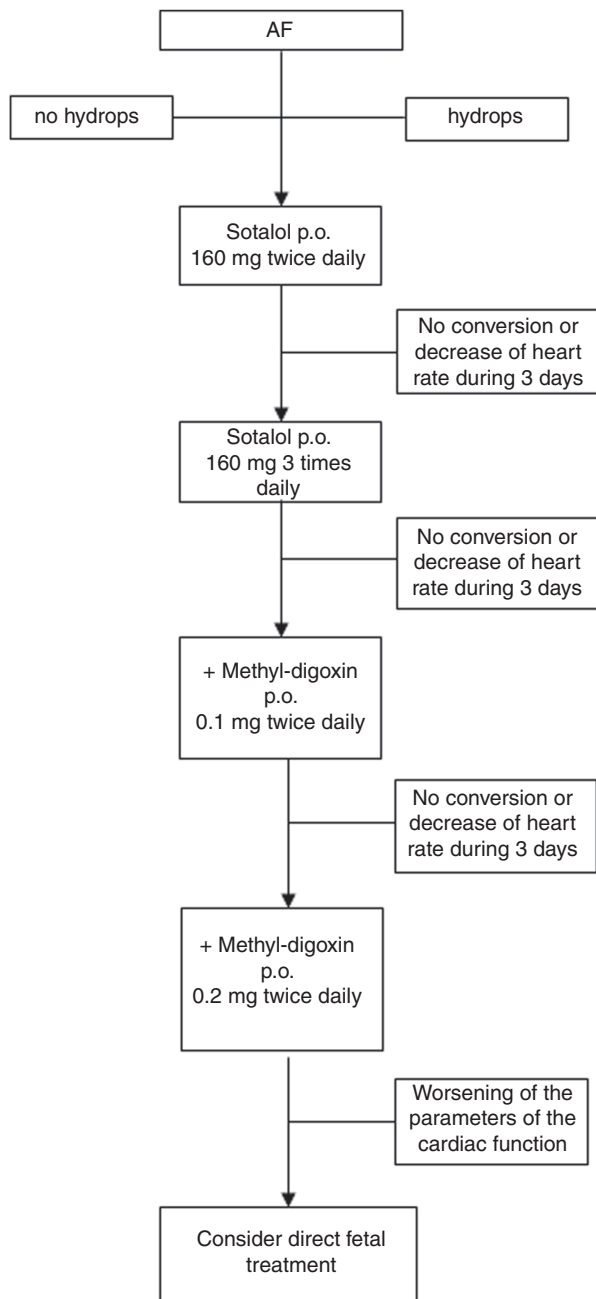 AF
no hydrops
hydrops
Sotalol p.o.
160 mg twice daily
No conversion or
decrease of heart
rate during 3 days
Sotalol p.o.
160 mg 3 times
daily
No conversion or
decrease of heart
rate during 3 days
+ Methyl-digoxin
p.o.
0.1 mg twice daily
No conversion or
decrease of heart
rate during 3 days
+ Methyl-digoxin
p.o.
0.2 mg twice daily
Worsening of the
parameters of the
cardiac function
Consider direct fetal
treatment